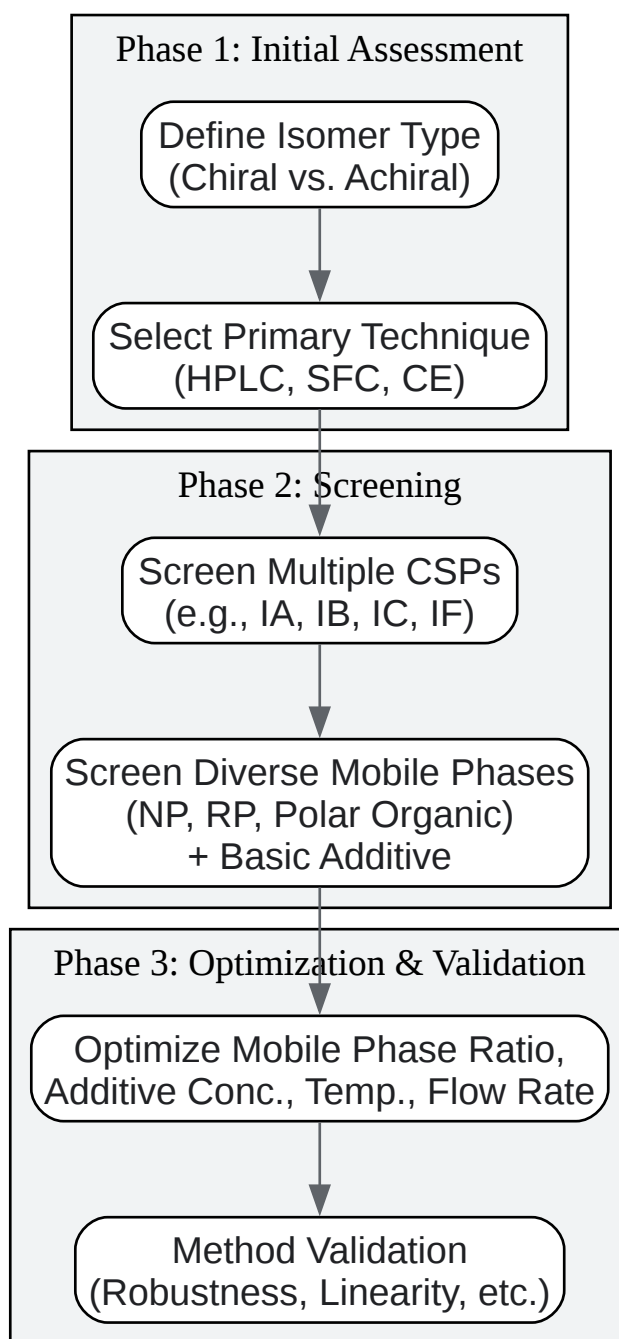 Phase 1: Initial Assessment
Define Isomer Type
(Chiral vs. Achiral)
Select Primary Technique
(HPLC, SFC, CE)
Phase 2: Screening
Screen Multiple CSPs
(e.g., IA, IB, IC, IF)
Screen Diverse Mobile Phases
(NP, RP, Polar Organic)
+ Basic Additive
Phase 3: Optimization & Validation
Optimize Mobile Phase Ratio,
Additive Conc., Temp., Flow Rate
Method Validation
(Robustness, Linearity, etc.)